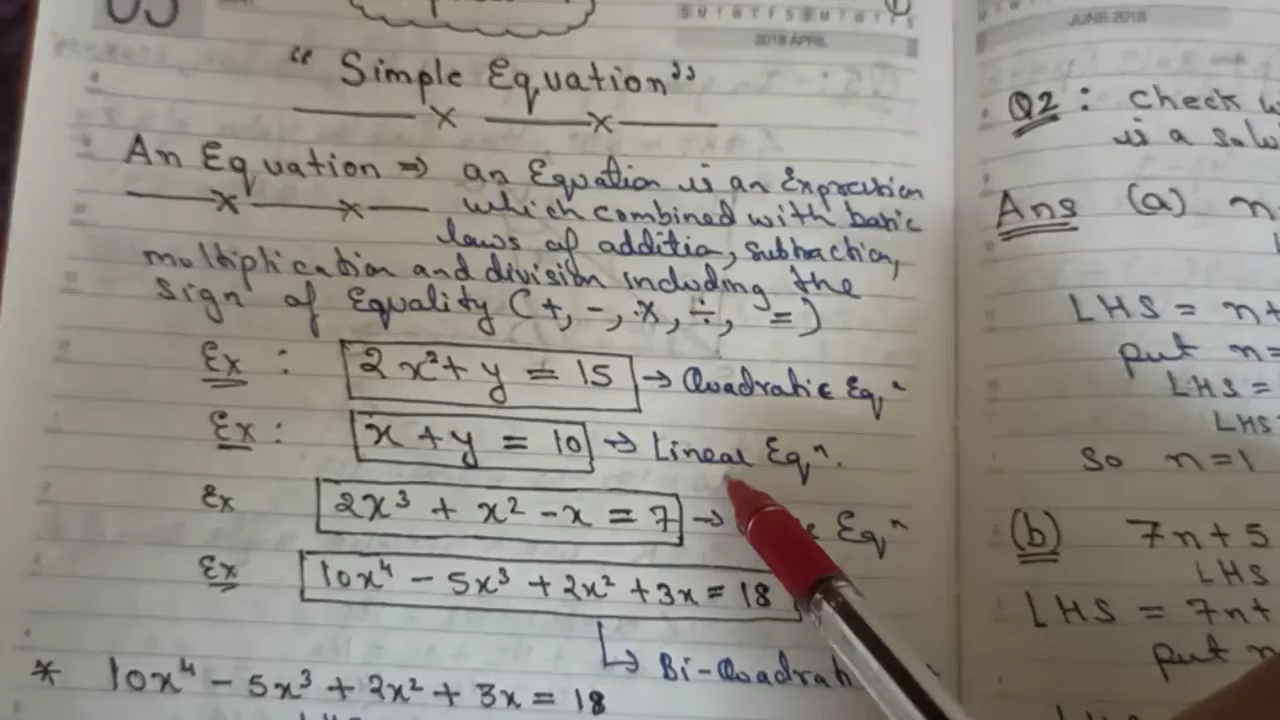 S M T W T F S S M T W T F S
2018 APRIL
JUNE 2018
"Simple Equation"
An Equation ⇒ an Equation is an Expression
which combined with basic
laws of addition, subtraction,
multiplication and division including the
sign of Equality (+, -, ×, ÷, =)
Ex : 2x²+ y = 15 → Quadratic Eqⁿ
Ex : x + y = 10 → Linear Eqⁿ.
Ex 2x³ + x² - x = 7 → Eqⁿ
Ex 10x⁴ - 5x³ + 2x² + 3x = 18
↳ Bi-Quadrat
* 10x⁴ - 5x³ + 2x² + 3x = 18
Q2 : Check
is a solu
Ans (a) n
LHS = n+
put n=
LHS =
LHS
So n=1
(b) 7n+5
LHS
LHS = 7n+
put n